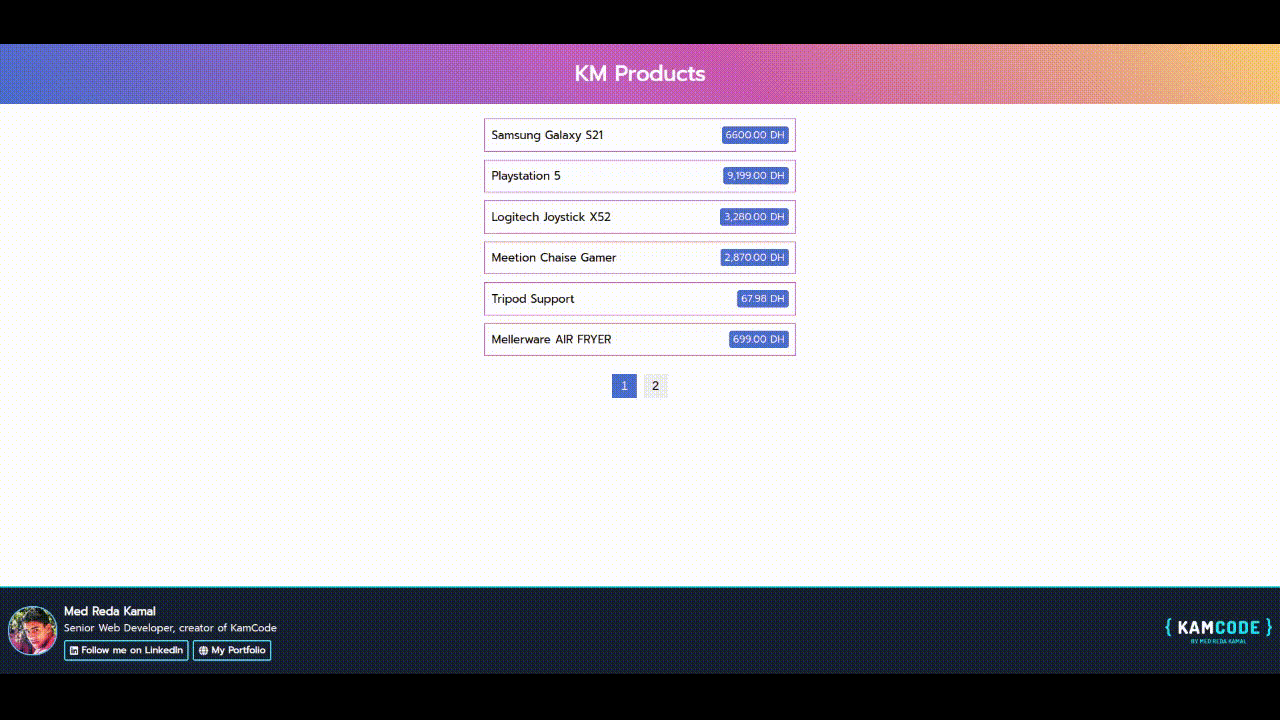 KM Products
Samsung Galaxy S21 6600.00 DH
Playstation 5 9,199.00 DH
Logitech Joystick X52 3,280.00 DH
Meetion Chaise Gamer 2,870.00 DH
Tripod Support 67.98 DH
Mellerware AIR FRYER 699.00 DH
1 2
Med Reda Kamal
Senior Web Developer, creator of KamCode
Follow me on LinkedIn My Portfolio
{ KAMCODE }
BY MED REDA KAMAL